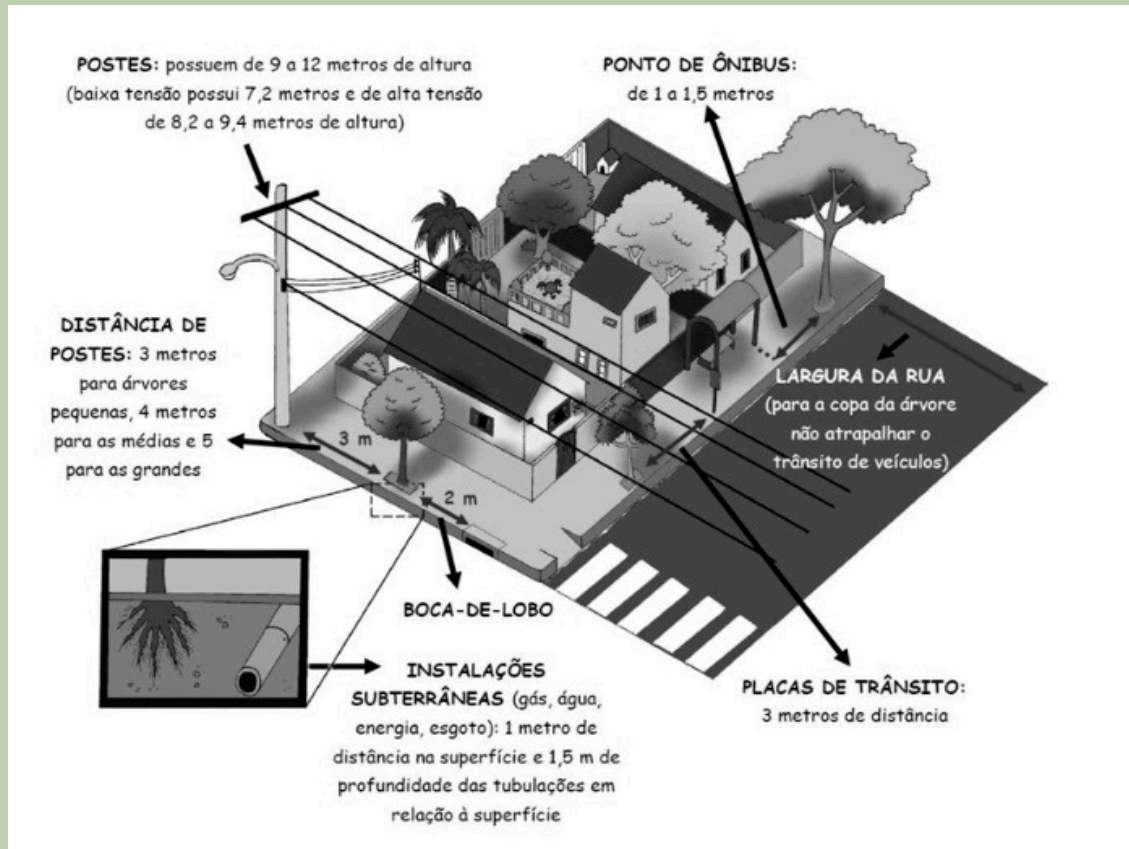 POSTES: possuem de 9 a 12 metros de altura
(baixa tensão possui 7,2 metros e de alta tensão
de 8,2 a 9,4 metros de altura)
PONTO DE ÔNIBUS:
de 1 a 1,5 metros
DISTÂNCIA DE
POSTES: 3 metros
para árvores
pequenas, 4 metros
para as médias e 5
para as grandes
3 m
2 m
LARGURA DA RUA
(para a copa da árvore
não atrapalhar o
trânsito de veículos)
BOCA-DE-LOBO
INSTALAÇÕES
SUBTERRÂNEAS (gás, água,
energia, esgoto): 1 metro de
distância na superfície e 1,5 m de
profundidade das tubulações em
relação à superfície
PLACAS DE TRÂNSITO:
3 metros de distância